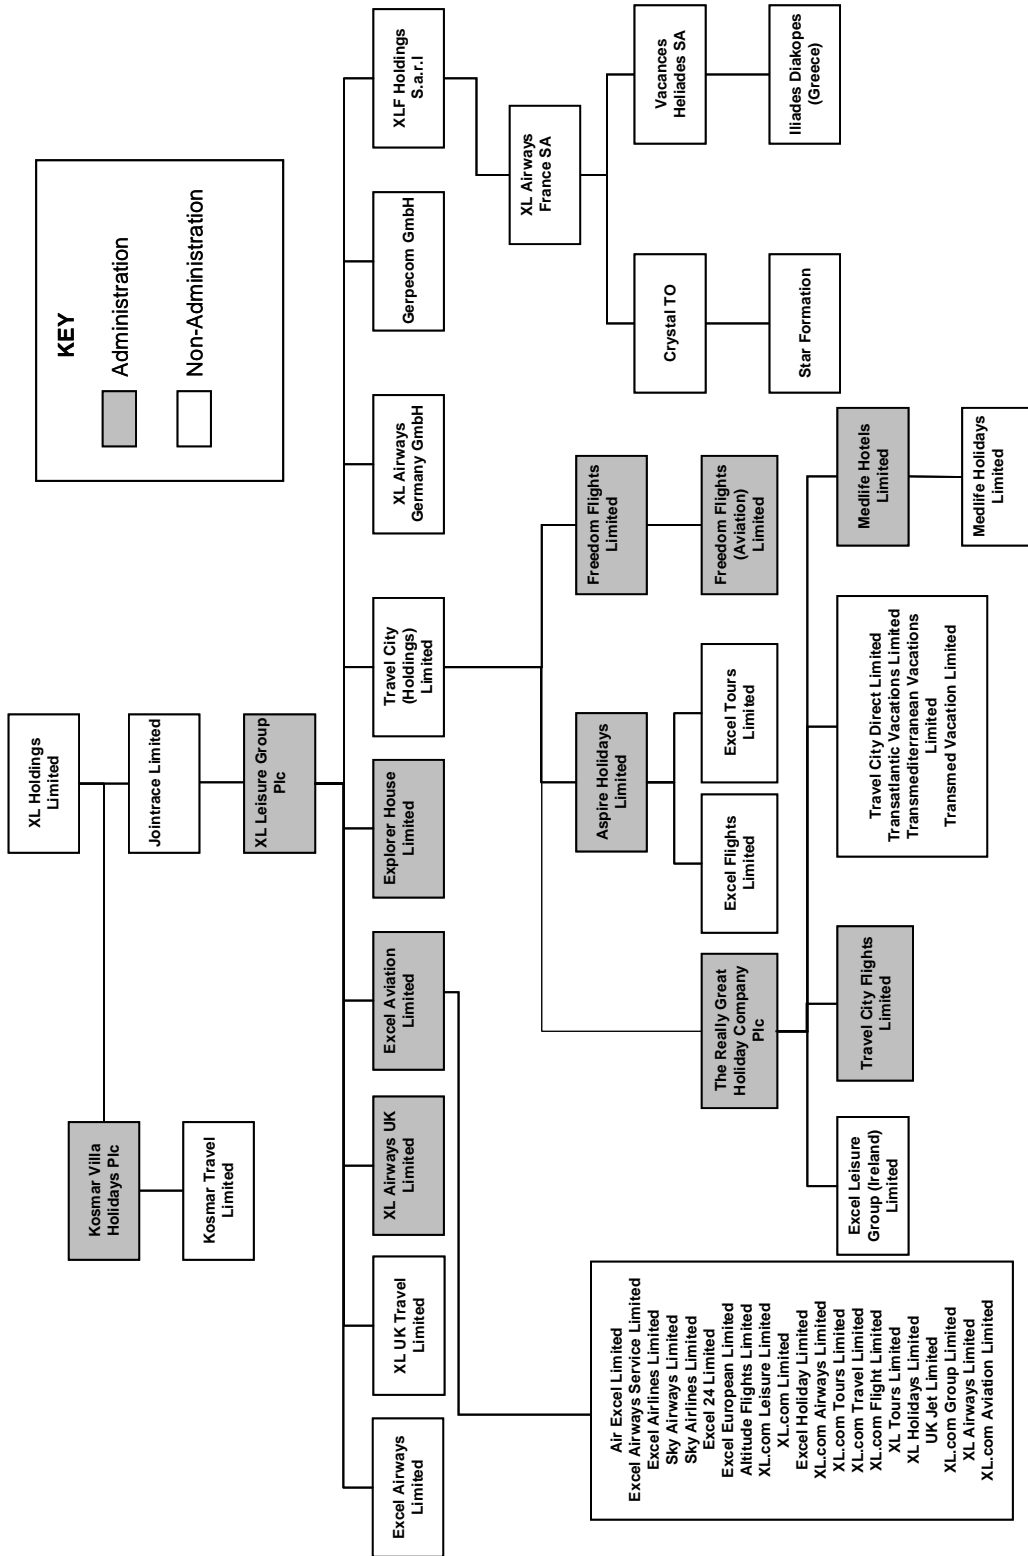 KEY
Administration
Non-Administration
XL Holdings
Limited
Kosmar Villa
Holidays Plc
Jointrace Limited
Kosmar Travel
Limited
XL Leisure Group
Plc
Excel Airways
Limited
XL UK Travel
Limited
XL Airways UK
Limited
Excel Aviation
Limited
Explorer House
Limited
Travel City
(Holdings)
Limited
XL Airways
Germany GmbH
Gerpecom GmbH
XLF Holdings
S.a.r.l
XL Airways
France SA
Aspire Holidays
Limited
Freedom Flights
Limited
Crystal TO
Vacances
Heliades SA
The Really Great
Holiday Company
Plc
Excel Flights
Limited
Excel Tours
Limited
Freedom Flights
(Aviation)
Limited
Star Formation
Iliades Diakopes
(Greece)
Air Excel Limited
Excel Airways Service Limited
Excel Airlines Limited
Sky Airways Limited
Sky Airlines Limited
Excel 24 Limited
Excel European Limited
Altitude Flights Limited
XL.com Leisure Limited
XL.com Limited
Excel Holiday Limited
XL.com Airways Limited
XL.com Tours Limited
XL.com Travel Limited
XL.com Flight Limited
XL Tours Limited
XL Holidays Limited
UK Jet Limited
XL.com Group Limited
XL Airways Limited
XL.com Aviation Limited
Excel Leisure
Group (Ireland)
Limited
Travel City Flights
Limited
Travel City Direct Limited
Transatlantic Vacations Limited
Transmediterranean Vacations
Limited
Transmed Vacation Limited
Medlife Hotels
Limited
Medlife Holidays
Limited